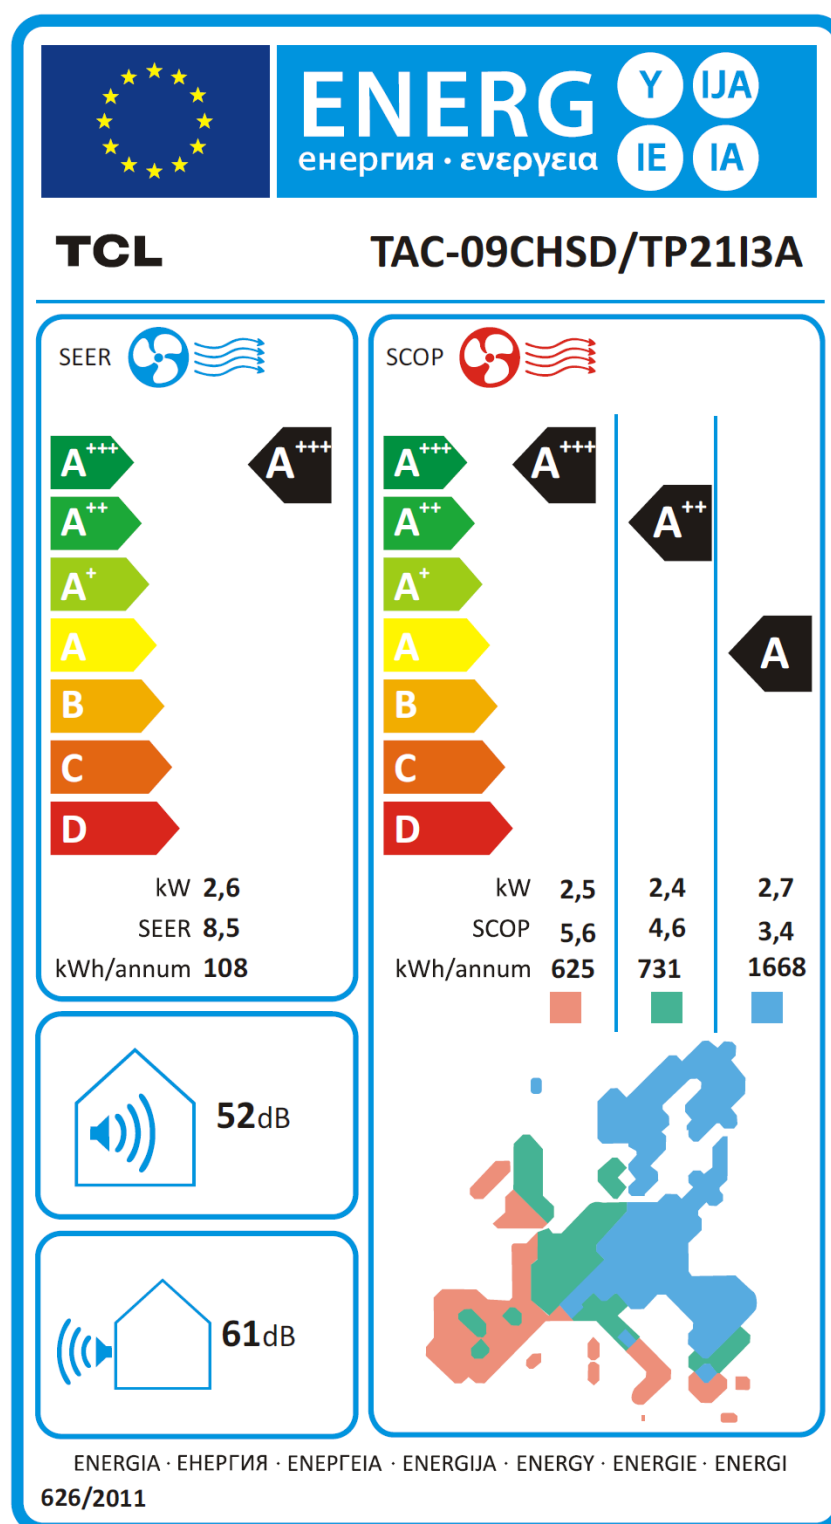 ENERG
енергия · ενεργεια
Y IJA
IE IA
TCL TAC-09CHSD/TP21I3A
SEER
A+++ A+++
A++
A+
A
B
C
D
kW 2,6
SEER 8,5
kWh/annum 108
SCOP
A+++ A+++
A++ A++
A+
A A
B
C
D
kW 2,5 2,4 2,7
SCOP 5,6 4,6 3,4
kWh/annum 625 731 1668
52dB
61dB
ENERGIA · ЕНЕРГИЯ · ΕΝΕΡΓΕΙΑ · ENERGIJA · ENERGY · ENERGIE · ENERGI
626/2011